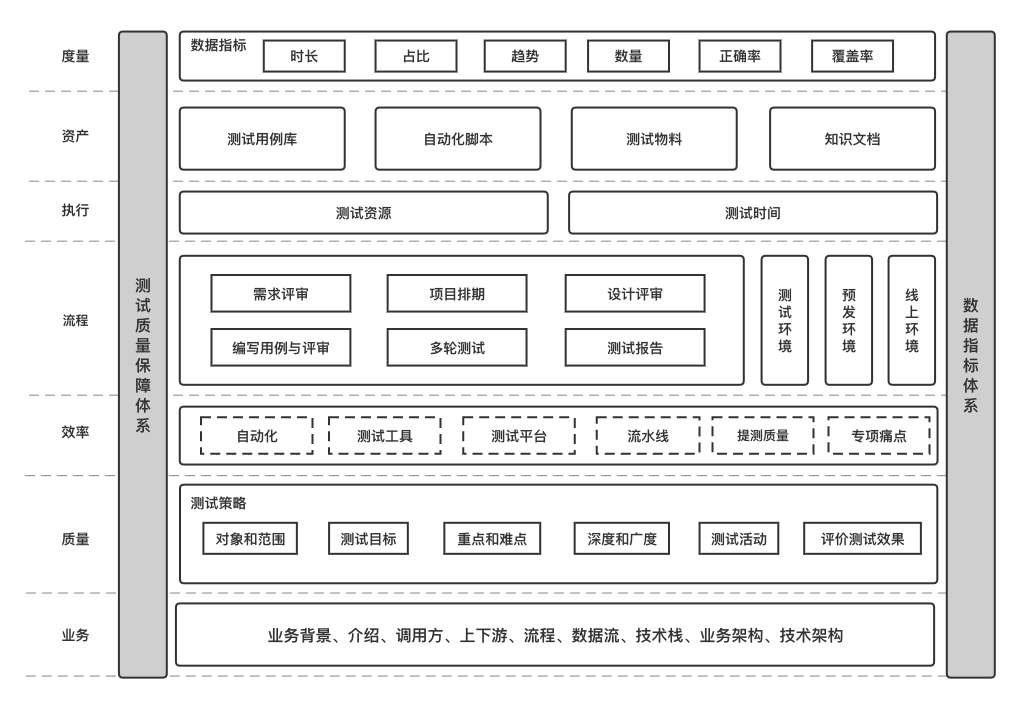 度量
数据指标
时长
占比
趋势
数量
正确率
覆盖率
资产
测试用例库
自动化脚本
测试物料
知识文档
执行
测试资源
测试时间
流程
需求评审
项目排期
设计评审
编写用例与评审
多轮测试
测试报告
测试环境
预发环境
线上环境
测试质量保障体系
数据指标体系
效率
自动化
测试工具
测试平台
流水线
提测质量
专项痛点
质量
测试策略
对象和范围
测试目标
重点和难点
深度和广度
测试活动
评价测试效果
业务
业务背景、介绍、调用方、上下游、流程、数据流、技术栈、业务架构、技术架构